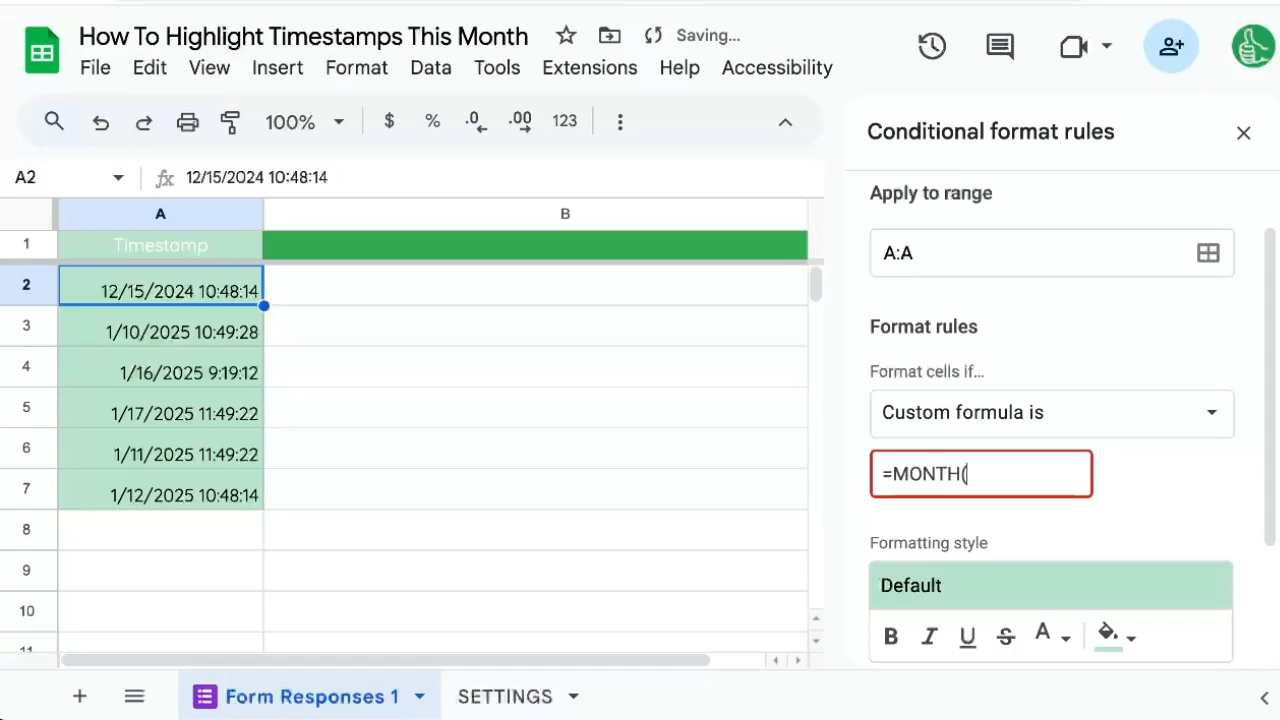 How To Highlight Timestamps This Month Saving...
File Edit View Insert Format Data Tools Extensions Help Accessibility
100% $ % .0 .00 123
A2 fx 12/15/2024 10:48:14
A B
1 Timestamp
2 12/15/2024 10:48:14
3 1/10/2025 10:49:28
4 1/16/2025 9:19:12
5 1/17/2025 11:49:22
6 1/11/2025 11:49:22
7 1/12/2025 10:48:14
8
9
10
11
Conditional format rules
Apply to range
A:A
Format rules
Format cells if...
Custom formula is
=MONTH(
Formatting style
Default
B I U S A
Form Responses 1 SETTINGS